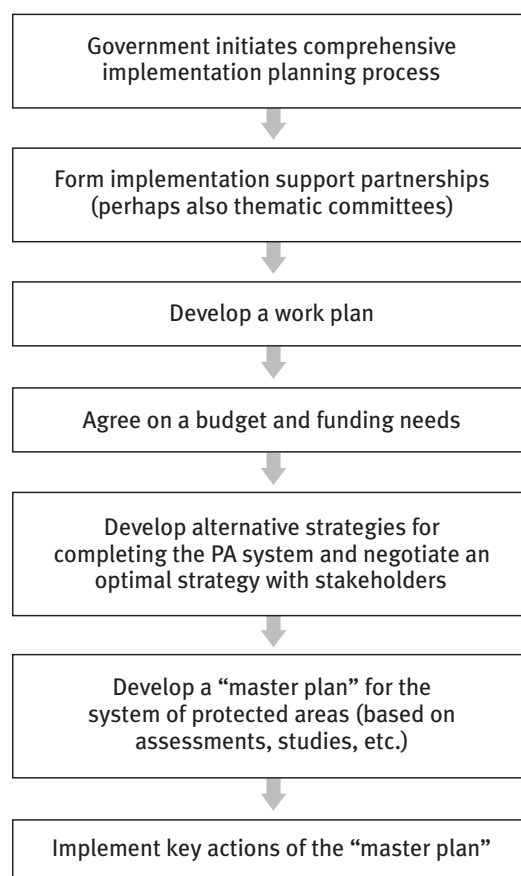 Government initiates comprehensive
implementation planning process
Form implementation support partnerships
(perhaps also thematic committees)
Develop a work plan
Agree on a budget and funding needs
Develop alternative strategies for
completing the PA system and negotiate an
optimal strategy with stakeholders
Develop a “master plan” for the
system of protected areas (based on
assessments, studies, etc.)
Implement key actions of the “master plan”